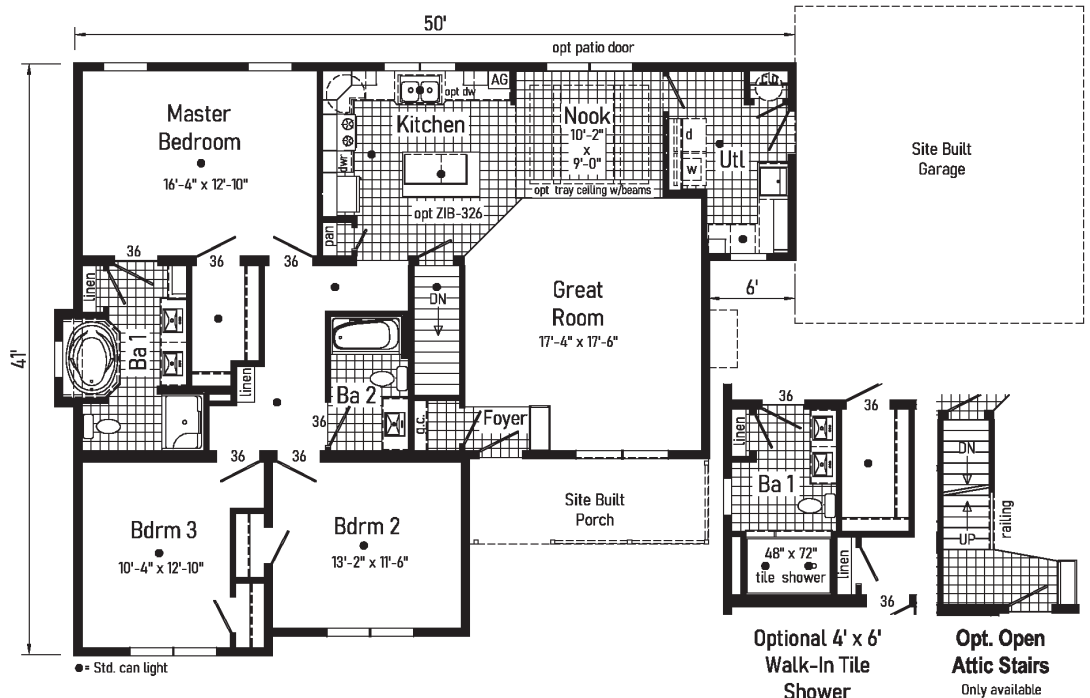 50'
opt patio door
41'
Master
Bedroom
16'-4" x 12'-10"
opt dw
AG
Kitchen
dwr
opt ZIB-326
pan
Nook
10'-2"
x
9'-0"
opt tray ceiling w/beams
d
w
Utl
Site Built
Garage
6'
36
36
36
linen
Ba 1
linen
DN
Great
Room
17'-4" x 17'-6"
Ba 2
36
g.c.
Foyer
36
36
Bdrm 3
10'-4" x 12'-10"
Bdrm 2
13'-2" x 11'-6"
Site Built
Porch
●= Std. can light
36
36
linen
Ba 1
48" x 72"
tile shower
linen
36
Optional 4' x 6'
Walk-In Tile
Shower
DN
UP
railing
Opt. Open
Attic Stairs
Only available